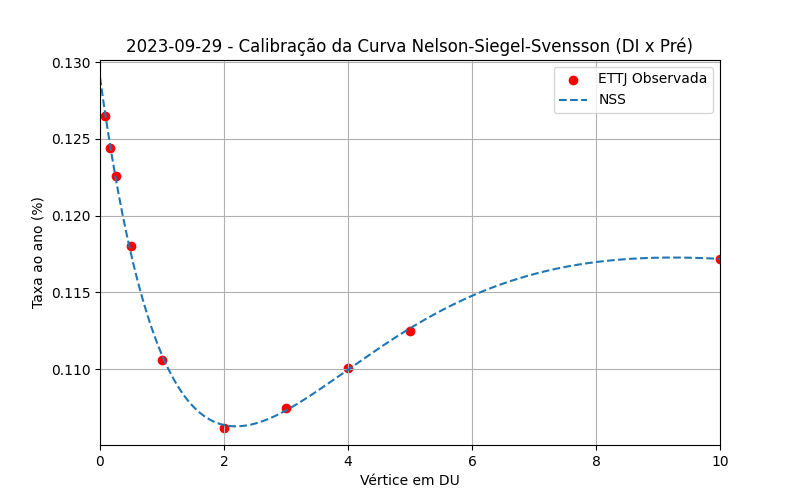 2023-09-29 - Calibração da Curva Nelson-Siegel-Svensson (DI x Pré)
ETTJ Observada
NSS
Taxa ao ano (%)
0.130
0.125
0.120
0.115
0.110
0 2 4 6 8 10
Vértice em DU